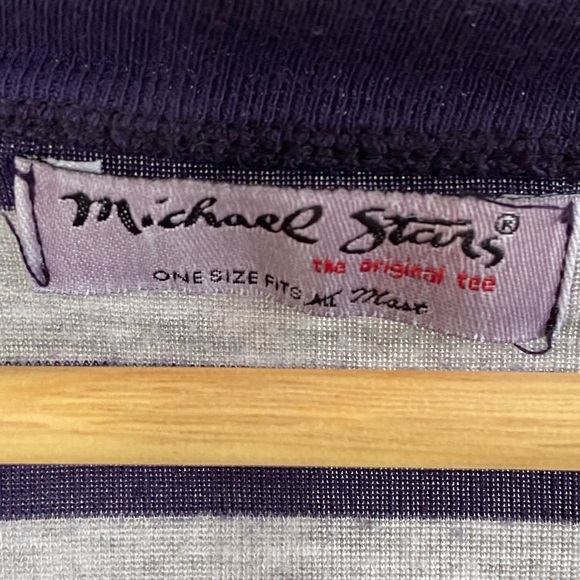 Michael Stars®
the original tee
ONE SIZE FITS ALL Most